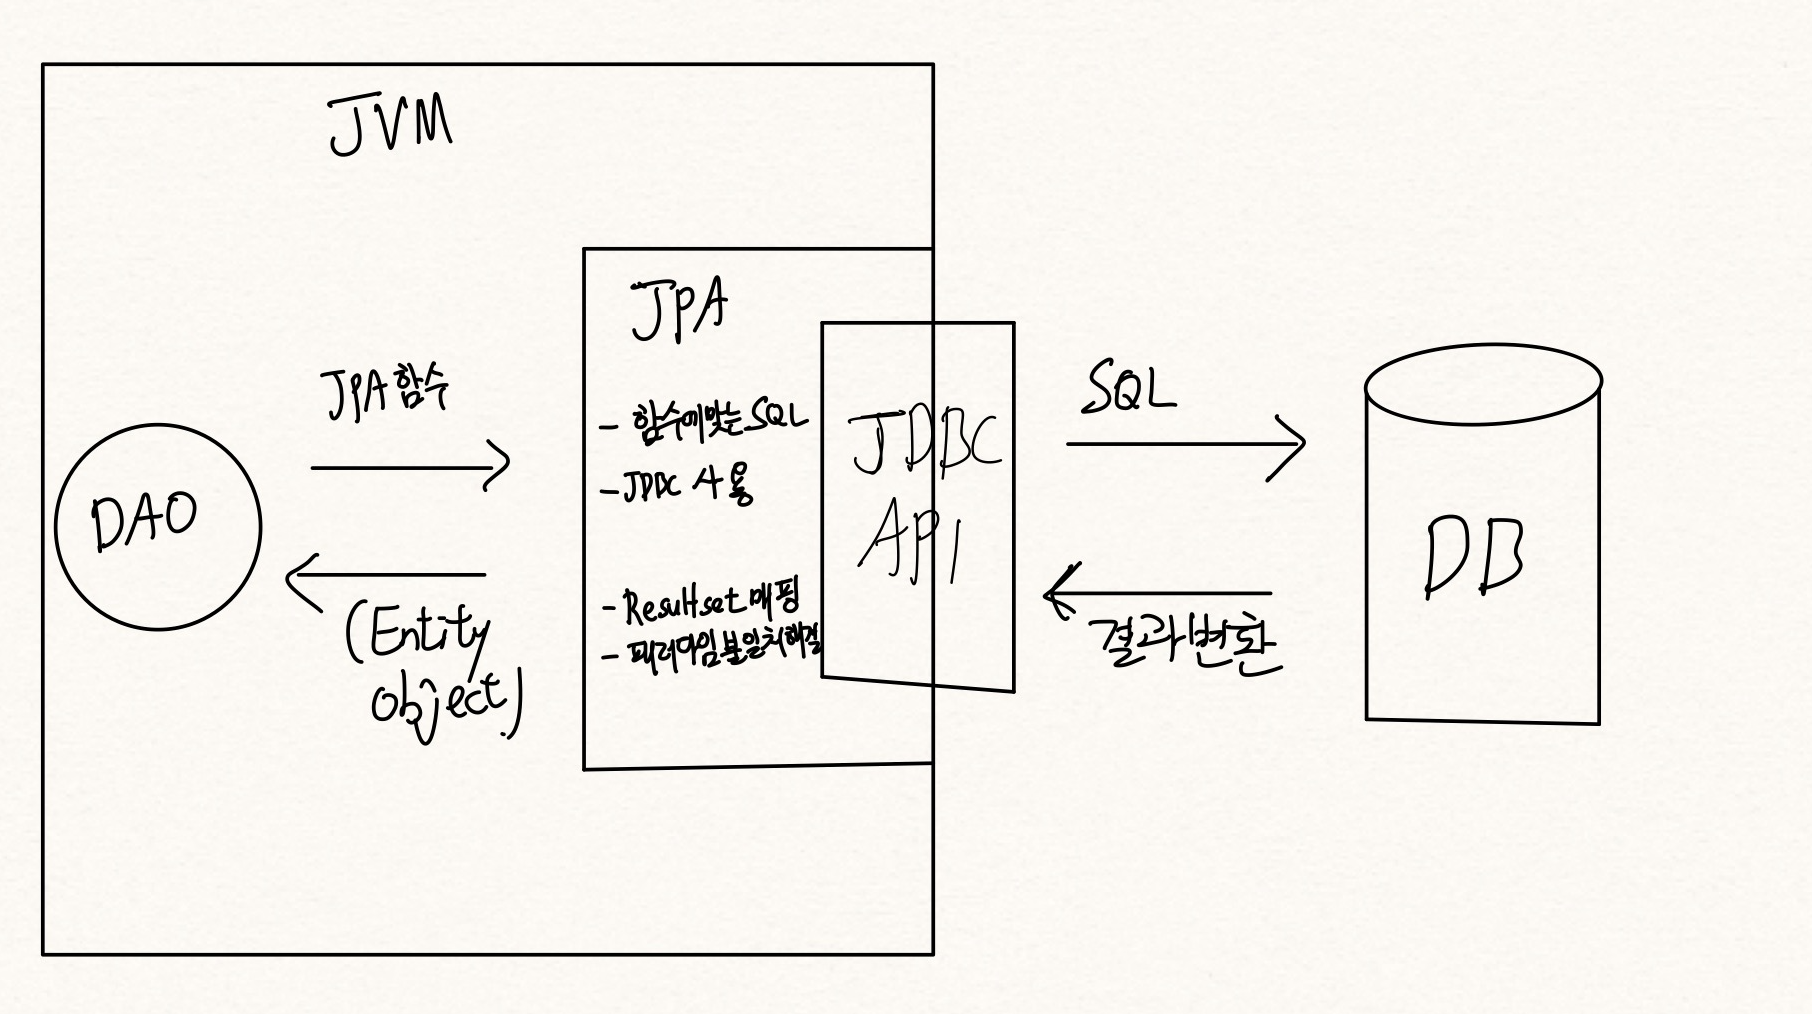 JVM
JPA
JPA 함수
SQL
- 함수에 맞는 SQL
- JDBC 사용
JDBC
API
DAO
DB
(Entity
object)
- Resultset 매핑
- 패러다임 불일치 해결
결과 변환